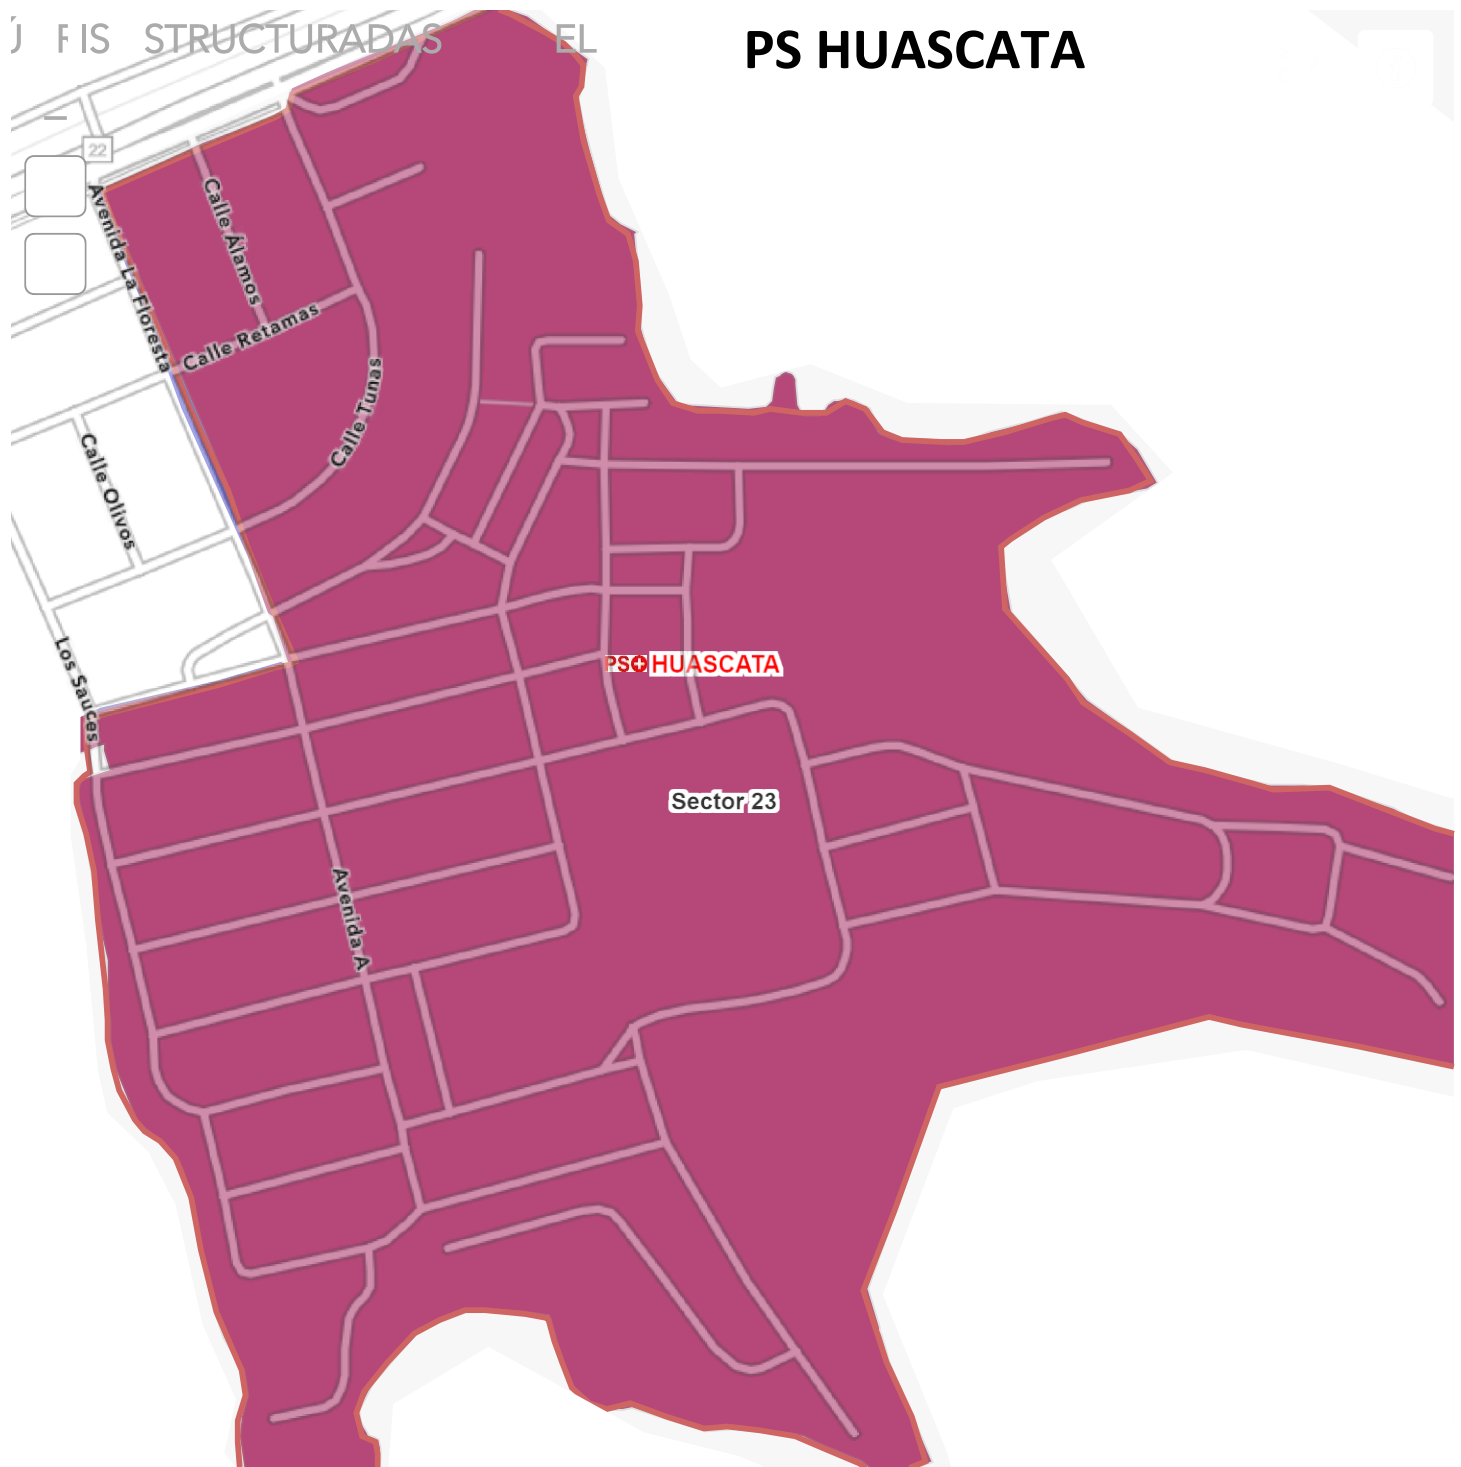 IS STRUCTURADAS EL
PS HUASCATA
22
Avenida La Floresta
Calle Álamos
Calle Retamas
Calle Tunas
Calle Olivos
Los Sauces
PS HUASCATA
Sector 23
Avenida A